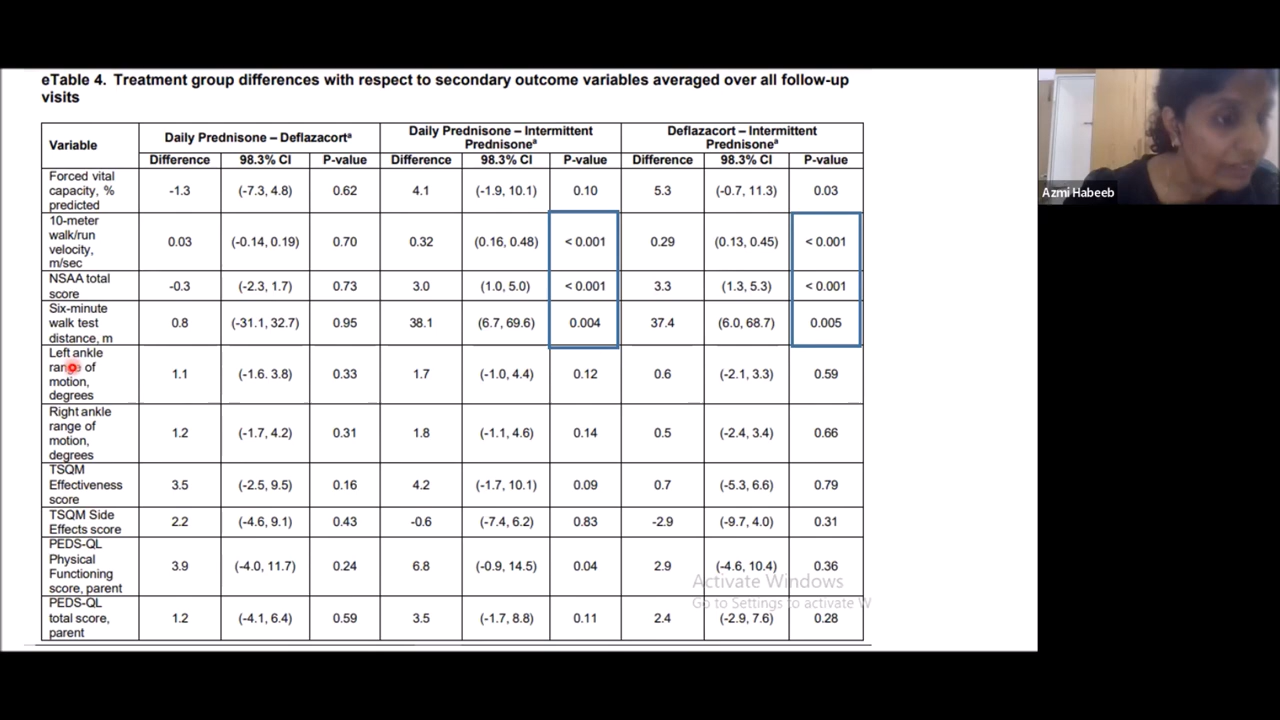 eTable 4. Treatment group differences with respect to secondary outcome variables averaged over all follow-up
visits
Variable
Daily Prednisone – Deflazacortª
Daily Prednisone – Intermittent
Prednisoneª
Deflazacort – Intermittent
Prednisoneª
Difference 98.3% CI P-value Difference 98.3% CI P-value Difference 98.3% CI P-value
Forced vital
capacity, %
predicted
-1.3 (-7.3, 4.8) 0.62 4.1 (-1.9, 10.1) 0.10 5.3 (-0.7, 11.3) 0.03
10-meter
walk/run
velocity,
m/sec
0.03 (-0.14, 0.19) 0.70 0.32 (0.16, 0.48) < 0.001 0.29 (0.13, 0.45) < 0.001
NSAA total
score
-0.3 (-2.3, 1.7) 0.73 3.0 (1.0, 5.0) < 0.001 3.3 (1.3, 5.3) < 0.001
Six-minute
walk test
distance, m
0.8 (-31.1, 32.7) 0.95 38.1 (6.7, 69.6) 0.004 37.4 (6.0, 68.7) 0.005
Left ankle
range of
motion,
degrees
1.1 (-1.6. 3.8) 0.33 1.7 (-1.0, 4.4) 0.12 0.6 (-2.1, 3.3) 0.59
Right ankle
range of
motion,
degrees
1.2 (-1.7, 4.2) 0.31 1.8 (-1.1, 4.6) 0.14 0.5 (-2.4, 3.4) 0.66
TSQM
Effectiveness
score
3.5 (-2.5, 9.5) 0.16 4.2 (-1.7, 10.1) 0.09 0.7 (-5.3, 6.6) 0.79
TSQM Side
Effects score
2.2 (-4.6, 9.1) 0.43 -0.6 (-7.4, 6.2) 0.83 -2.9 (-9.7, 4.0) 0.31
PEDS-QL
Physical
Functioning
score, parent
3.9 (-4.0, 11.7) 0.24 6.8 (-0.9, 14.5) 0.04 2.9 (-4.6, 10.4) 0.36
PEDS-QL
total score,
parent
1.2 (-4.1, 6.4) 0.59 3.5 (-1.7, 8.8) 0.11 2.4 (-2.9, 7.6) 0.28
Activate Windows
Go to Settings to activate W
Azmi Habeeb